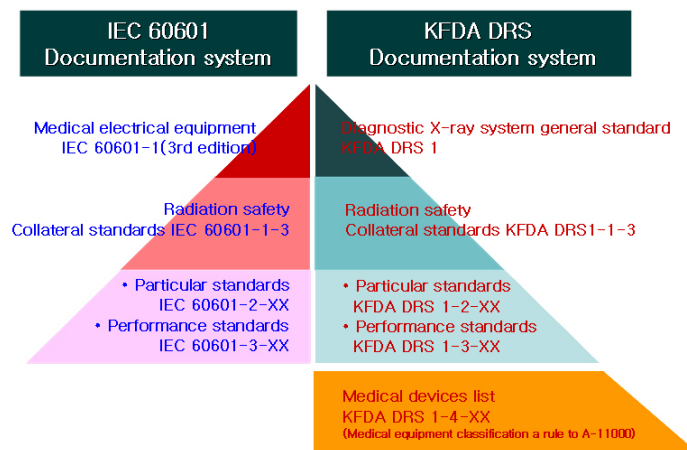 IEC 60601
Documentation system
KFDA DRS
Documentation system
Medical electrical equipment
IEC 60601-1(3rd edition)
Diagnostic X-ray system general standard
KFDA DRS 1
Radiation safety
Collateral standards IEC 60601-1-3
Radiation safety
Collateral standards KFDA DRS1-1-3
• Particular standards
IEC 60601-2-XX
• Performance standards
IEC 60601-3-XX
• Particular standards
KFDA DRS 1-2-XX
• Performance standards
KFDA DRS 1-3-XX
Medical devices list
KFDA DRS 1-4-XX
(Medical equipment classification a rule to A-11000)